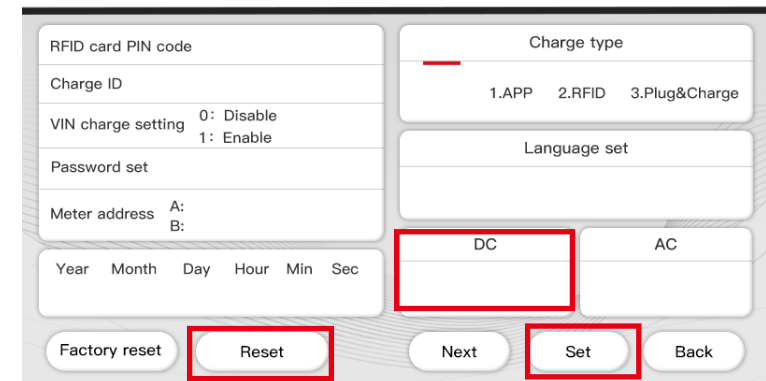 RFID card PIN code
Charge ID
VIN charge setting
0: Disable
1: Enable
Password set
Meter address
A:
B:
Year Month Day Hour Min Sec
Charge type
1.APP 2.RFID 3.Plug&Charge
Language set
DC
AC
Factory reset
Reset
Next
Set
Back